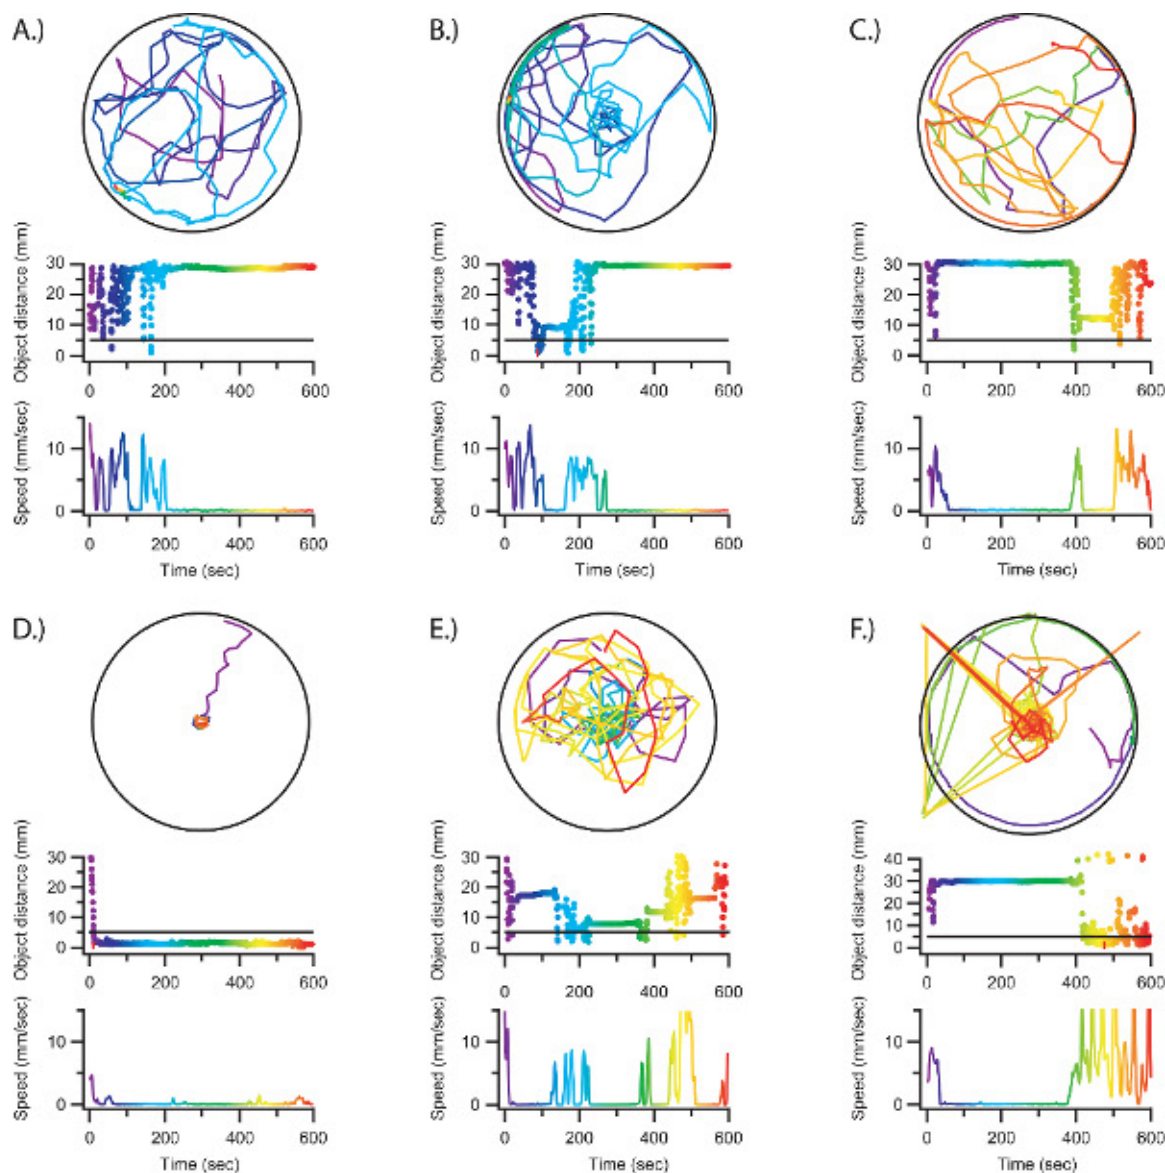 A.) B.) C.)
Object distance (mm) Object distance (mm) Object distance (mm)
30 30 30
20 20 20
10 10 10
0 0 0
0 200 400 600 0 200 400 600 0 200 400 600
Speed (mm/sec) Speed (mm/sec) Speed (mm/sec)
10 10 10
0 0 0
0 200 400 600 0 200 400 600 0 200 400 600
Time (sec) Time (sec) Time (sec)
D.) E.) F.)
Object distance (mm) Object distance (mm) Object distance (mm)
30 30 40
20 20 30
10 10 20
0 0 10
0
0 200 400 600 0 200 400 600 0 200 400 600
Speed (mm/sec) Speed (mm/sec) Speed (mm/sec)
10 10 10
0 0 0
0 200 400 600 0 200 400 600 0 200 400 600
Time (sec) Time (sec) Time (sec)